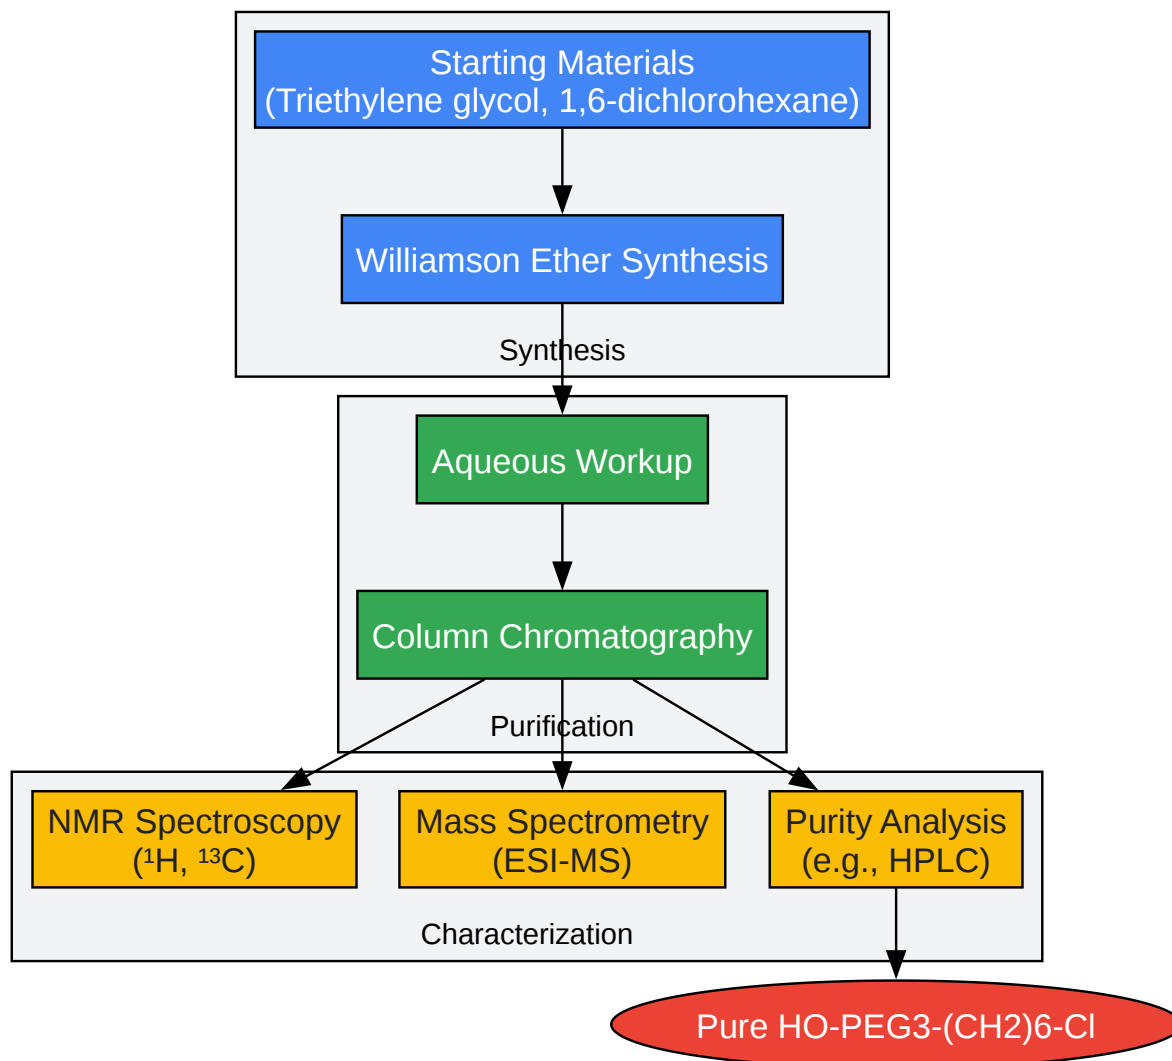 Starting Materials
(Triethylene glycol, 1,6-dichlorohexane)
Williamson Ether Synthesis
Synthesis
Aqueous Workup
Column Chromatography
Purification
NMR Spectroscopy
(¹H, ¹³C)
Mass Spectrometry
(ESI-MS)
Purity Analysis
(e.g., HPLC)
Characterization
Pure HO-PEG3-(CH2)6-Cl